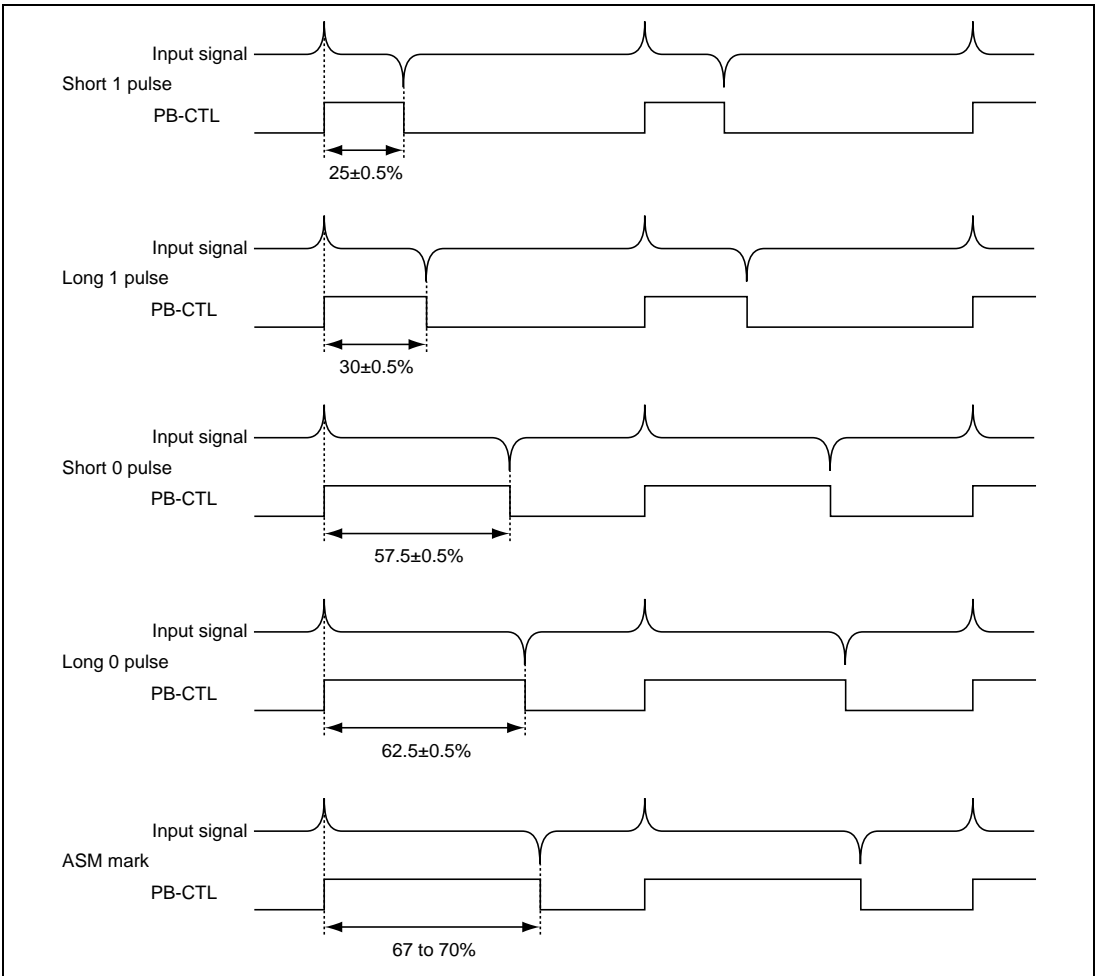 Input signal
Short 1 pulse
PB-CTL
25±0.5%
Input signal
Long 1 pulse
PB-CTL
30±0.5%
Input signal
Short 0 pulse
PB-CTL
57.5±0.5%
Input signal
Long 0 pulse
PB-CTL
62.5±0.5%
Input signal
ASM mark
PB-CTL
67 to 70%